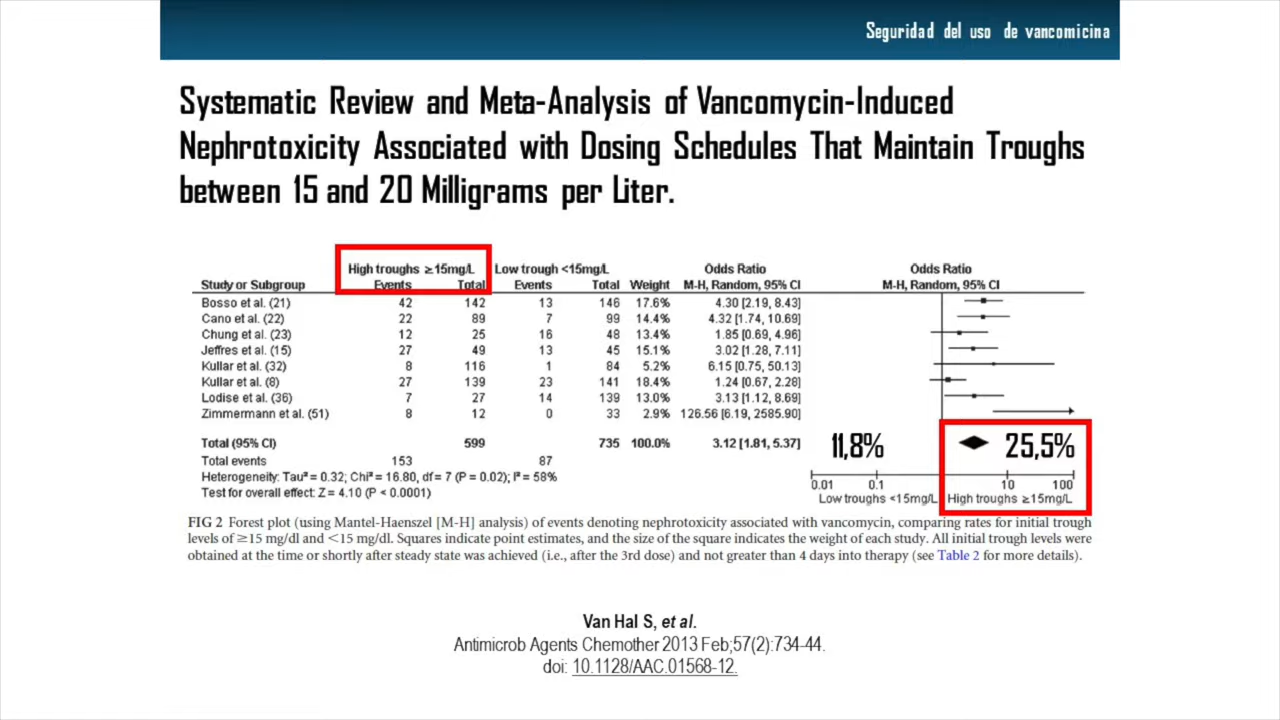 Seguridad del uso de vancomicina
Systematic Review and Meta-Analysis of Vancomycin-Induced
Nephrotoxicity Associated with Dosing Schedules That Maintain Troughs
between 15 and 20 Milligrams per Liter.
High troughs ≥15mg/L Low trough <15mg/L Odds Ratio Odds Ratio
Study or Subgroup Events Total Events Total Weight M-H, Random, 95% CI M-H, Random, 95% CI
Bosso et al. (21) 42 142 13 146 17.6% 4.30 [2.19, 8.43]
Cano et al. (22) 22 89 7 99 14.4% 4.32 [1.74, 10.69]
Chung et al. (23) 12 25 16 48 13.4% 1.85 [0.69, 4.96]
Jeffres et al. (15) 27 49 13 45 15.1% 3.02 [1.28, 7.11]
Kullar et al. (32) 8 116 1 84 5.2% 6.15 [0.75, 50.13]
Kullar et al. (8) 27 139 23 141 18.4% 1.24 [0.67, 2.28]
Lodise et al. (36) 7 27 14 139 13.0% 3.13 [1.12, 8.69]
Zimmermann et al. (51) 8 12 0 33 2.9% 126.56 [6.19, 2585.90]
Total (95% CI) 599 735 100.0% 3.12 [1.81, 5.37] 11,8% 25,5%
Total events 153 87
Heterogeneity: Tau² = 0.32; Chi² = 16.80, df = 7 (P = 0.02); I² = 58%
Test for overall effect: Z = 4.10 (P < 0.0001)
0.01 0.1 10 100
Low troughs <15mg/L High troughs ≥15mg/L
FIG 2 Forest plot (using Mantel-Haenszel [M-H] analysis) of events denoting nephrotoxicity associated with vancomycin, comparing rates for initial trough
levels of ≥15 mg/dl and <15 mg/dl. Squares indicate point estimates, and the size of the square indicates the weight of each study. All initial trough levels were
obtained at the time or shortly after steady state was achieved (i.e., after the 3rd dose) and not greater than 4 days into therapy (see Table 2 for more details).
Van Hal S, et al.
Antimicrob Agents Chemother 2013 Feb;57(2):734-44.
doi: 10.1128/AAC.01568-12.